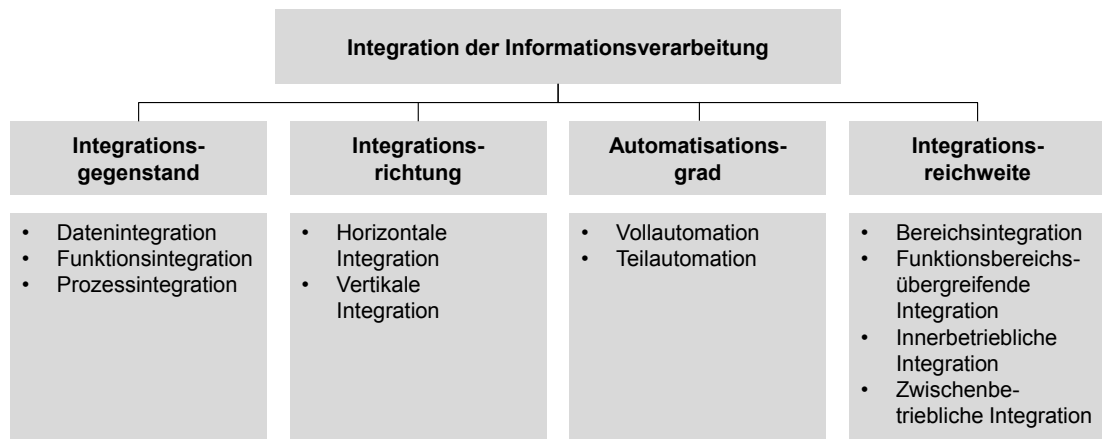 Integration der Informationsverarbeitung
Integrations-
gegenstand
Integrations-
richtung
Automatisations-
grad
Integrations-
reichweite
• Datenintegration
• Funktionsintegration
• Prozessintegration
• Horizontale
Integration
• Vertikale
Integration
• Vollautomation
• Teilautomation
• Bereichsintegration
• Funktionsbereichs-
übergreifende
Integration
• Innerbetriebliche
Integration
• Zwischenbe-
triebliche Integration